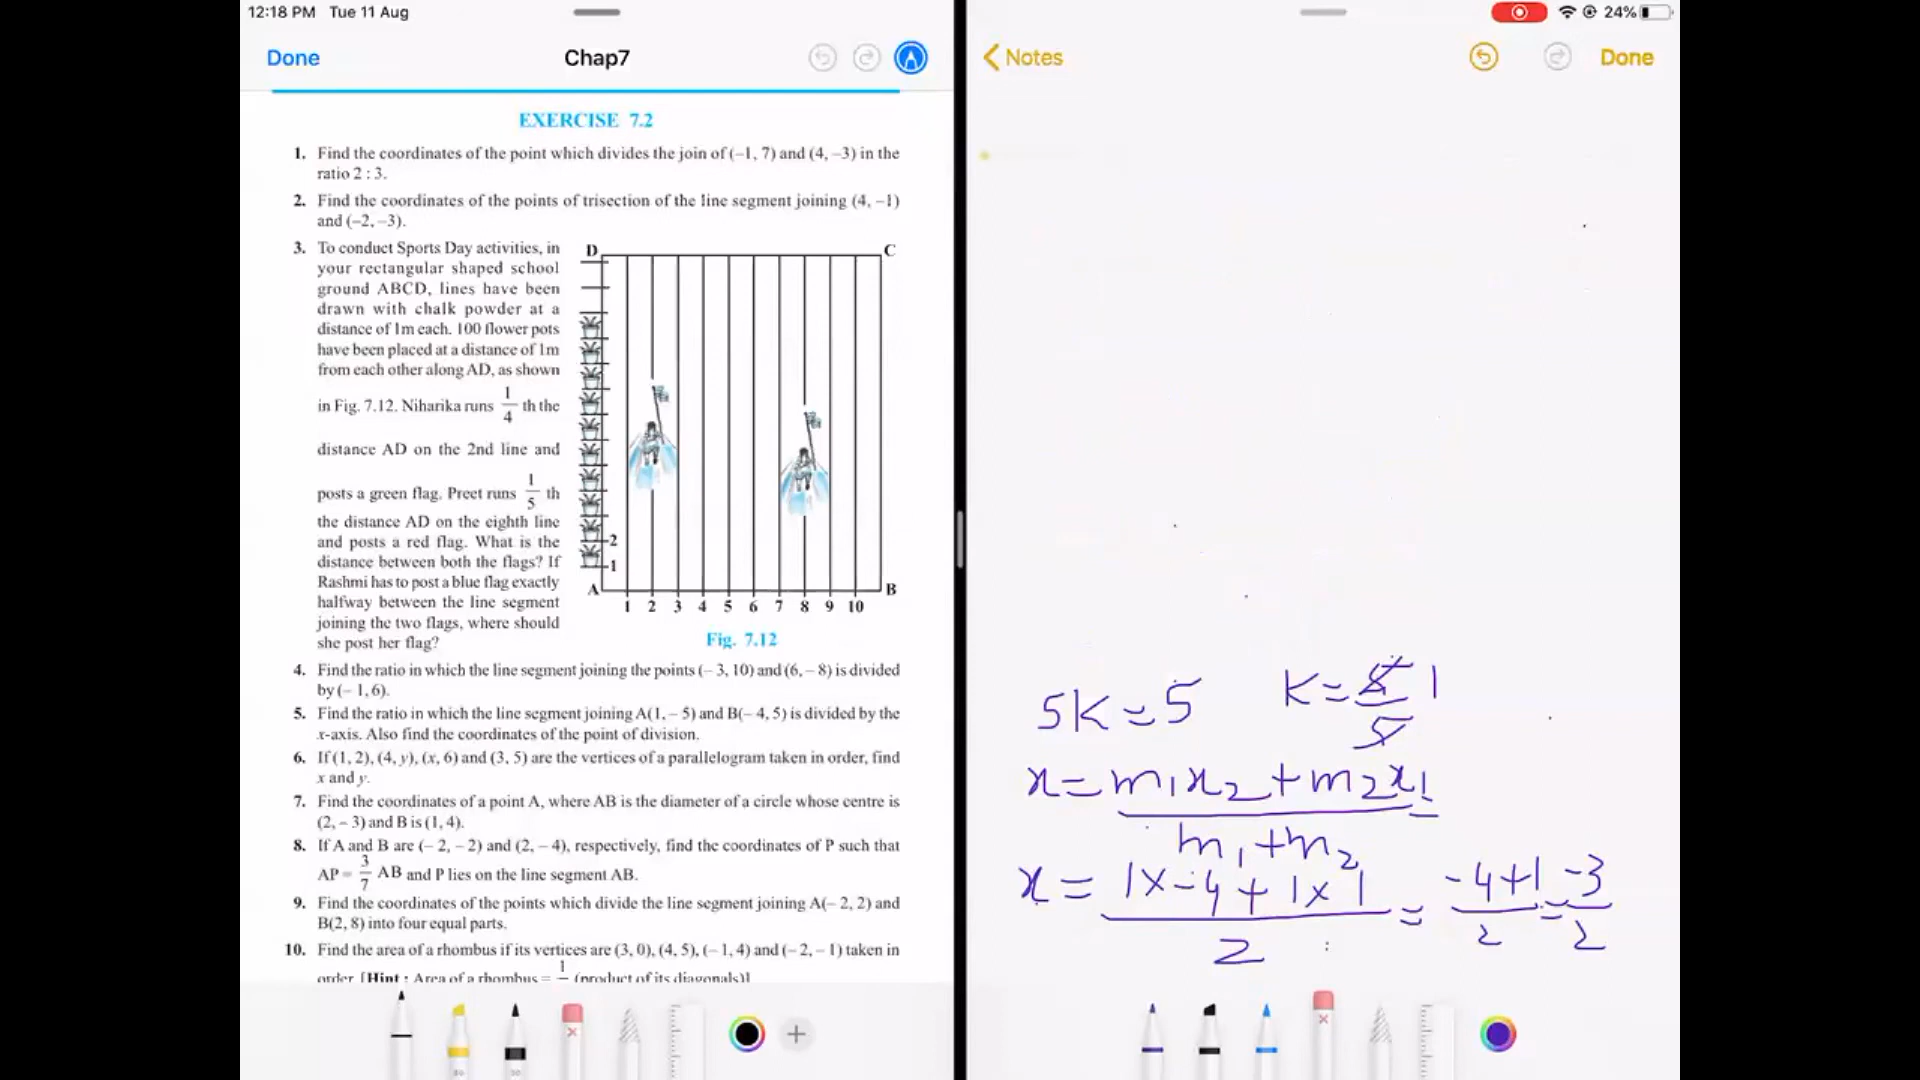 12:18 PM Tue 11 Aug
24%
Done
Chap7
Notes
Done
EXERCISE 7.2
1. Find the coordinates of the point which divides the join of (–1, 7) and (4, –3) in the
ratio 2 : 3.
2. Find the coordinates of the points of trisection of the line segment joining (4, –1)
and (–2, –3).
3. To conduct Sports Day activities, in
your rectangular shaped school
ground ABCD, lines have been
drawn with chalk powder at a
distance of 1m each. 100 flower pots
have been placed at a distance of 1m
from each other along AD, as shown
in Fig. 7.12. Niharika runs 1/4 th the
distance AD on the 2nd line and
posts a green flag. Preet runs 1/5 th
the distance AD on the eighth line
and posts a red flag. What is the
distance between both the flags? If
Rashmi has to post a blue flag exactly
halfway between the line segment
joining the two flags, where should
she post her flag?
D C
2
1
A B
1 2 3 4 5 6 7 8 9 10
Fig. 7.12
4. Find the ratio in which the line segment joining the points (– 3, 10) and (6, – 8) is divided
by (– 1, 6).
5. Find the ratio in which the line segment joining A(1, – 5) and B(– 4, 5) is divided by the
x-axis. Also find the coordinates of the point of division.
6. If (1, 2), (4, y), (x, 6) and (3, 5) are the vertices of a parallelogram taken in order, find
x and y.
7. Find the coordinates of a point A, where AB is the diameter of a circle whose centre is
(2, – 3) and B is (1, 4).
8. If A and B are (– 2, – 2) and (2, – 4), respectively, find the coordinates of P such that
AP = 3/7 AB and P lies on the line segment AB.
9. Find the coordinates of the points which divide the line segment joining A(– 2, 2) and
B(2, 8) into four equal parts.
10. Find the area of a rhombus if its vertices are (3, 0), (4, 5), (– 1, 4) and (– 2, – 1) taken in
order. [Hint : Area of a rhombus = 1 (product of its diagonals)]
5K = 5 K = 5/5 1
x = m1x2 + m2x1 / m1 + m2
x = 1x-4 + 1x1 / 2 = -4+1 / 2 = -3/2